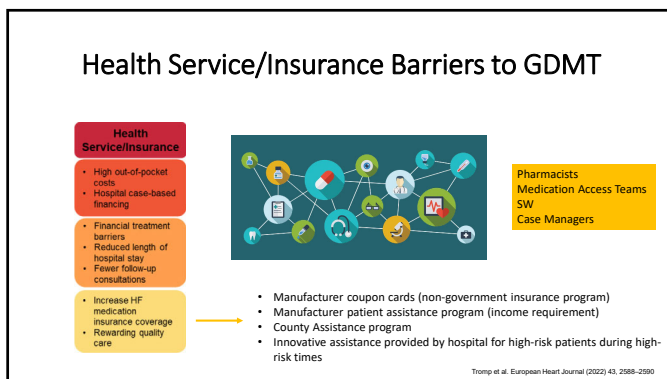 Health Service/Insurance Barriers to GDMT
Health
Service/Insurance
• High out-of-pocket
costs
• Hospital case-based
financing
• Financial treatment
barriers
• Reduced length of
hospital stay
• Fewer follow-up
consultations
• Increase HF
medication
insurance coverage
• Rewarding quality
care
Pharmacists
Medication Access Teams
SW
Case Managers
• Manufacturer coupon cards (non-government insurance program)
• Manufacturer patient assistance program (income requirement)
• County Assistance program
• Innovative assistance provided by hospital for high-risk patients during high-
risk times
Tromp et al. European Heart Journal (2022) 43, 2588–2590